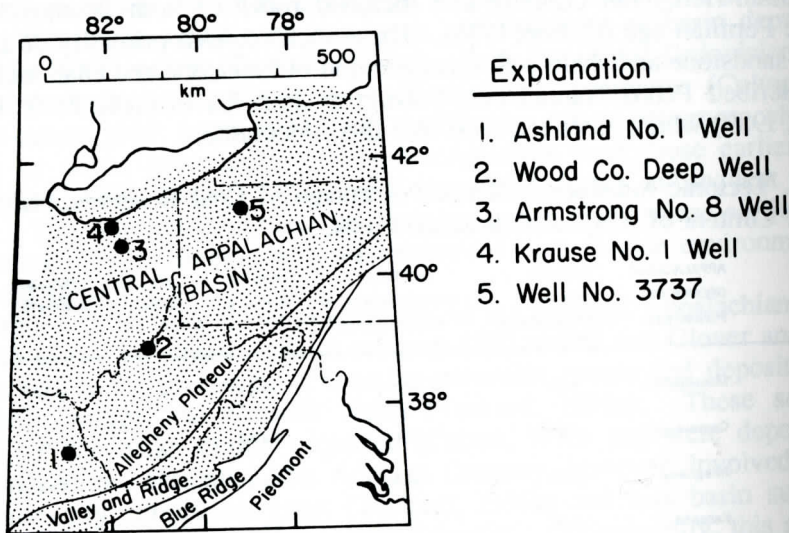 82° 80° 78°
0 500
km
42°
40°
38°
4
3
5
2
1
CENTRAL APPALACHIAN
BASIN
Allegheny Plateau
Valley and Ridge
Blue Ridge
Piedmont
Explanation
1. Ashland No. 1 Well
2. Wood Co. Deep Well
3. Armstrong No. 8 Well
4. Krause No. 1 Well
5. Well No. 3737